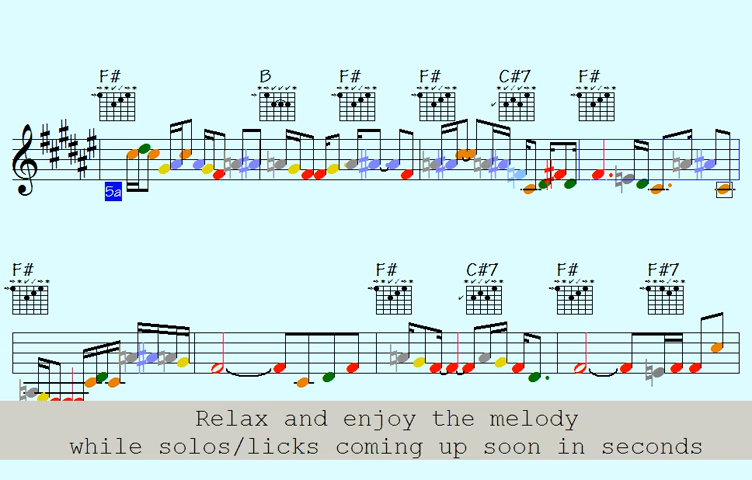 F# B F# F# C#7 F#
5a
F# F# C#7 F# F#7
Relax and enjoy the melody
while solos/licks coming up soon in seconds